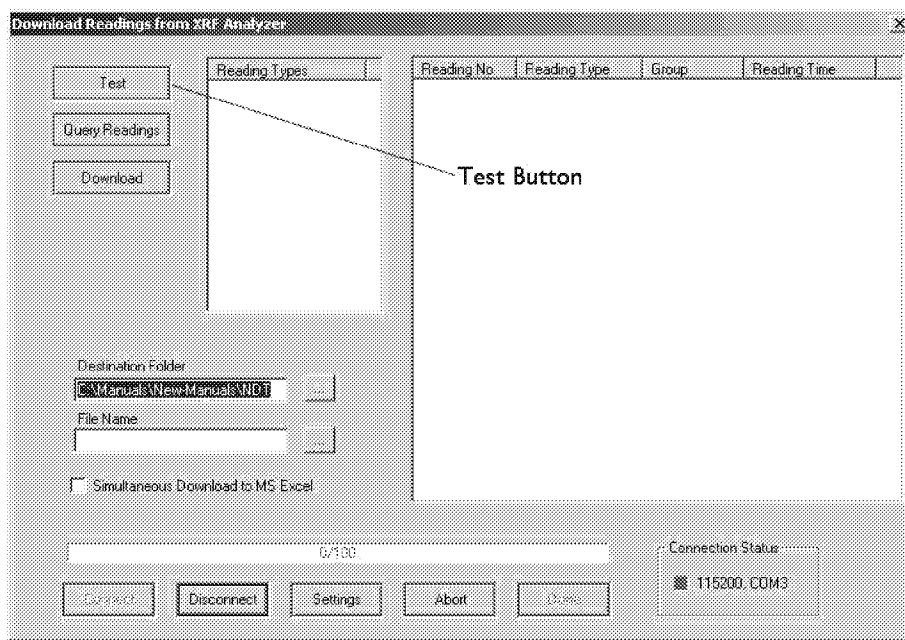 Download Readings from XRF Analyzer
Test
Query Readings
Download
Reading Types
Reading No Reading Type Group Reading Time
Test Button
Destination Folder
C:\Manuals\New-Manuals\NDT
...
File Name
...
Simultaneous Download to MS Excel
0/100
Connection Status
115200, COM3
Connect Disconnect Settings Abort Done